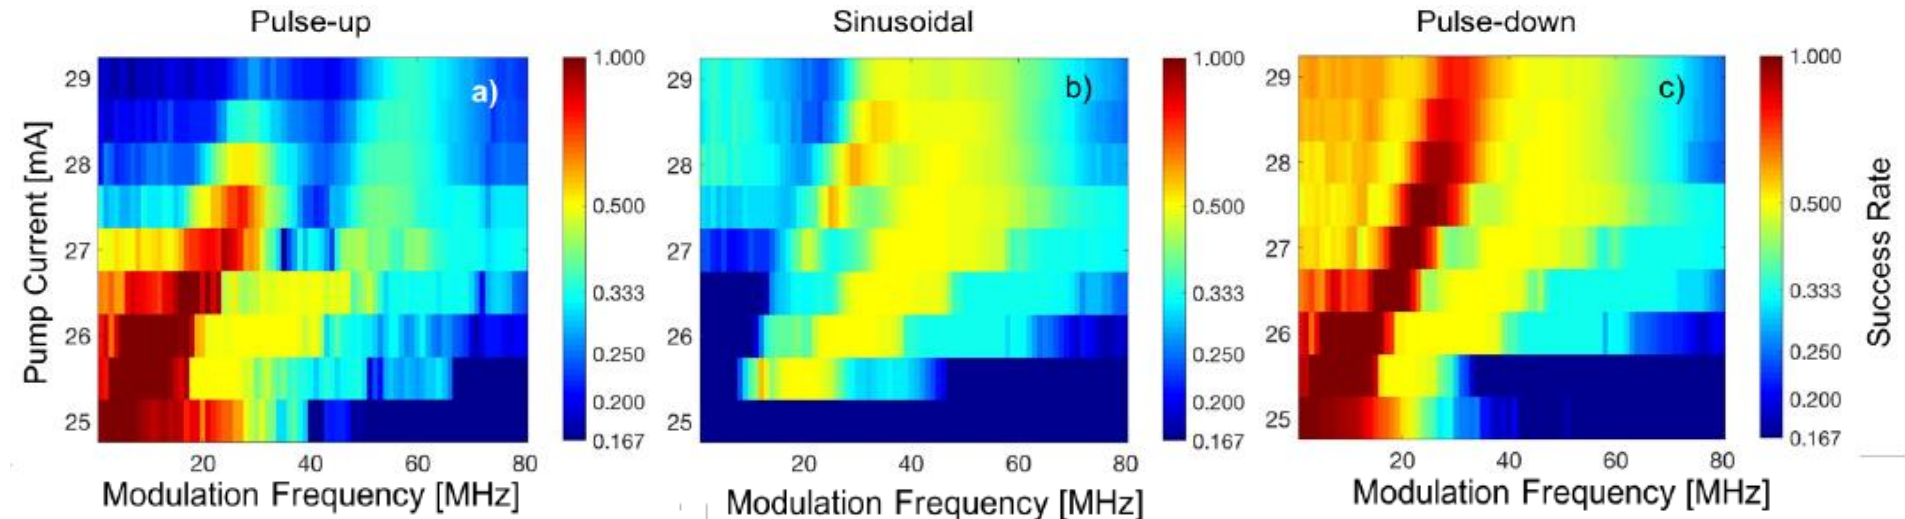 Pulse-up
Sinusoidal
Pulse-down
Pump Current [mA]
29
28
27
26
25
a)
20 40 60 80
Modulation Frequency [MHz]
1.000
0.500
0.333
0.250
0.200
0.167
29
28
27
26
25
b)
20 40 60 80
Modulation Frequency [MHz]
1.000
0.500
0.333
0.250
0.200
0.167
29
28
27
26
25
c)
20 40 60 80
Modulation Frequency [MHz]
1.000
0.500
0.333
0.250
0.200
0.167
Success Rate